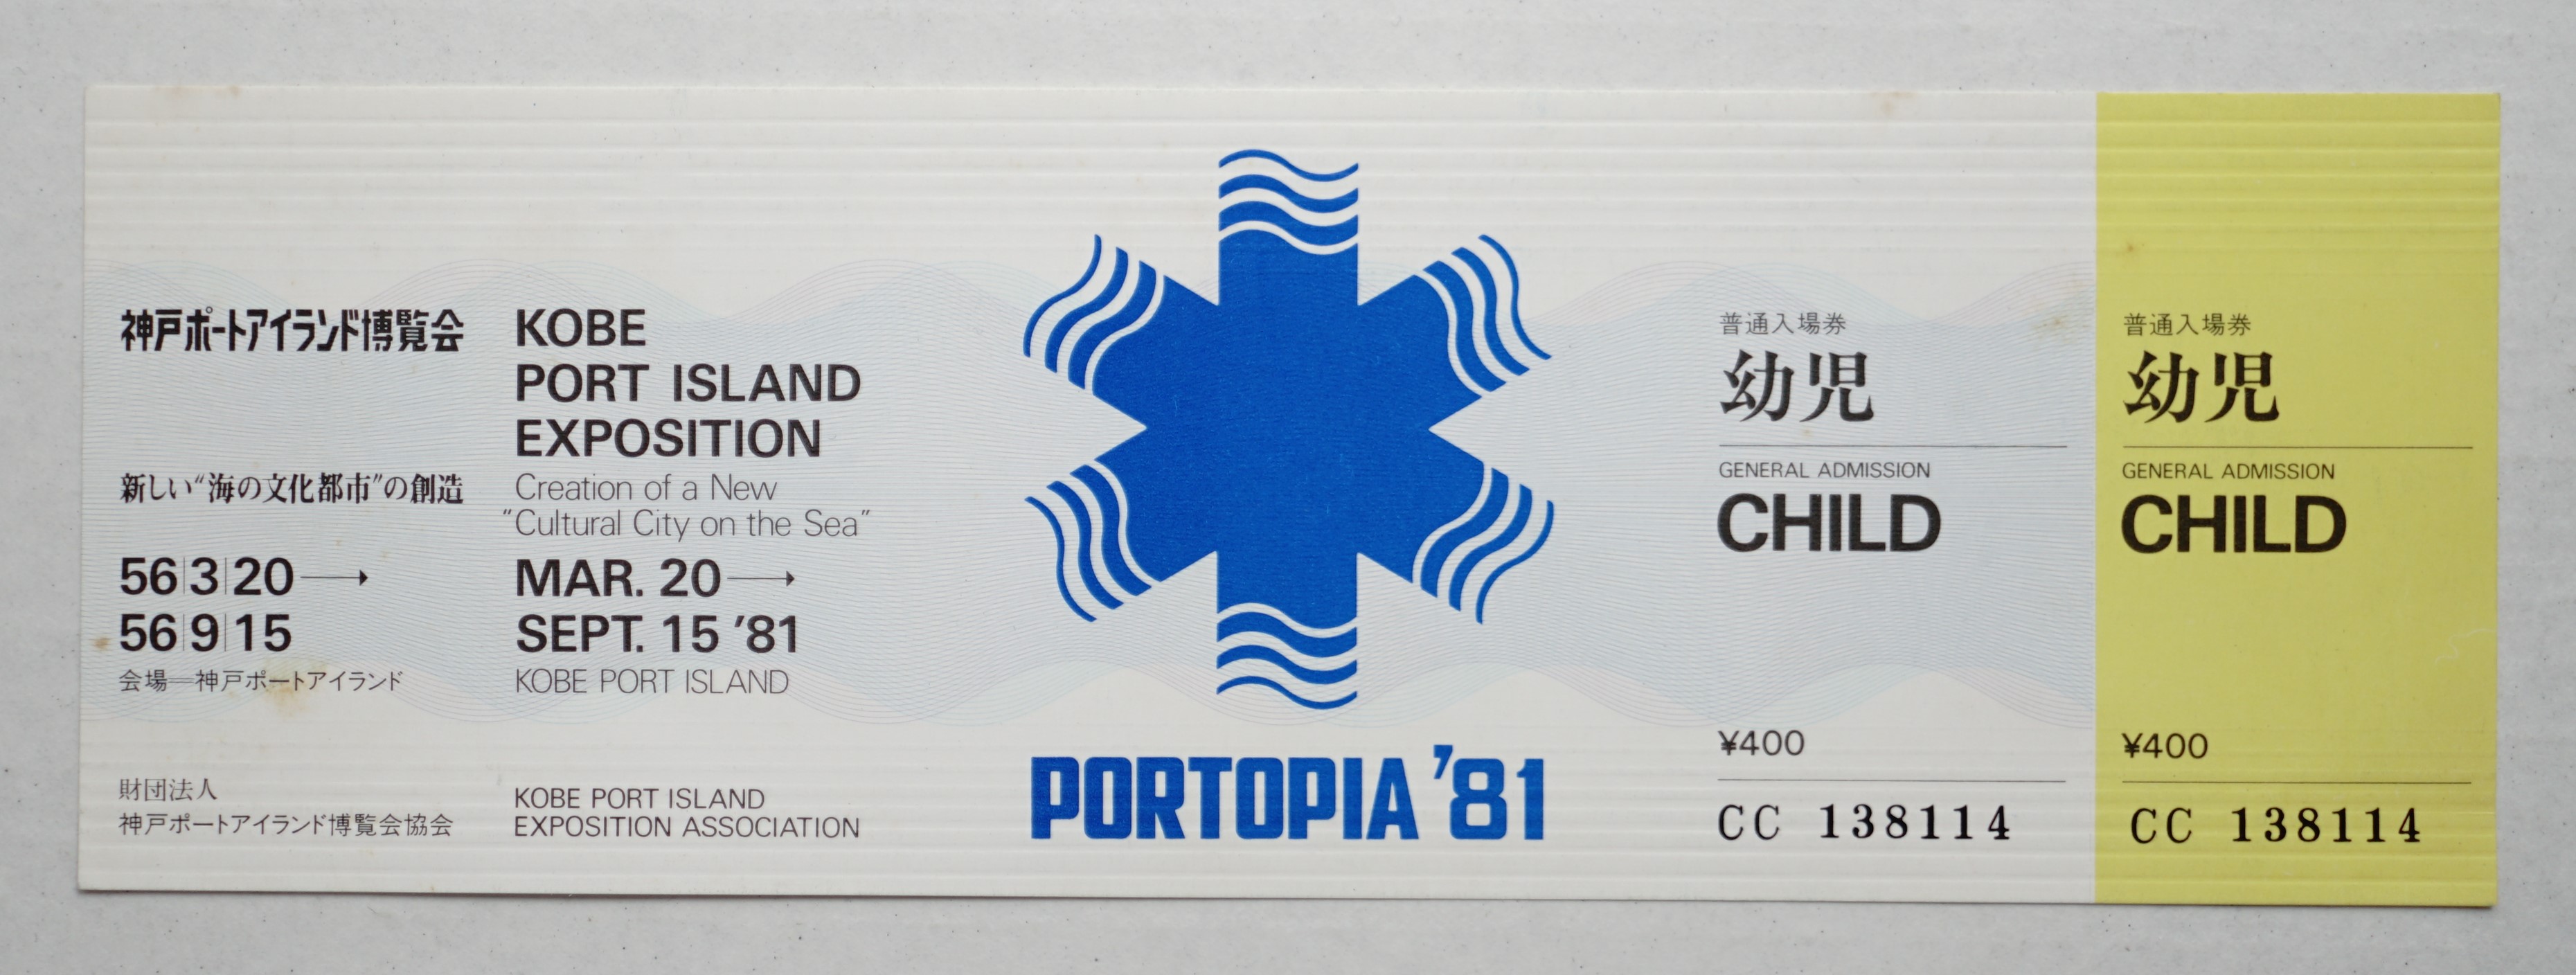 神戸ポートアイランド博覧会
新しい“海の文化都市”の創造
56|3|20→
56|9|15
会場＝神戸ポートアイランド
財団法人
神戸ポートアイランド博覧会協会
KOBE
PORT ISLAND
EXPOSITION
Creation of a New
“Cultural City on the Sea”
MAR. 20→
SEPT. 15 ’81
KOBE PORT ISLAND
KOBE PORT ISLAND
EXPOSITION ASSOCIATION
PORTOPIA ’81
普通入場券
幼児
GENERAL ADMISSION
CHILD
¥400
CC 138114
普通入場券
幼児
GENERAL ADMISSION
CHILD
¥400
CC 138114